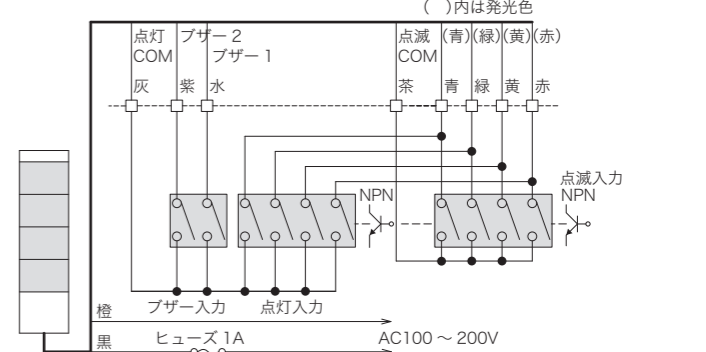 ( )内は発光色
点灯 ブザー2 点滅 (青)(緑)(黄)(赤)
COM ブザー1 COM
灰 紫 水 茶 青 緑 黄 赤
点滅入力
NPN NPN
ブザー入力 点灯入力
橙
黒 ヒューズ 1A AC100 ~ 200V